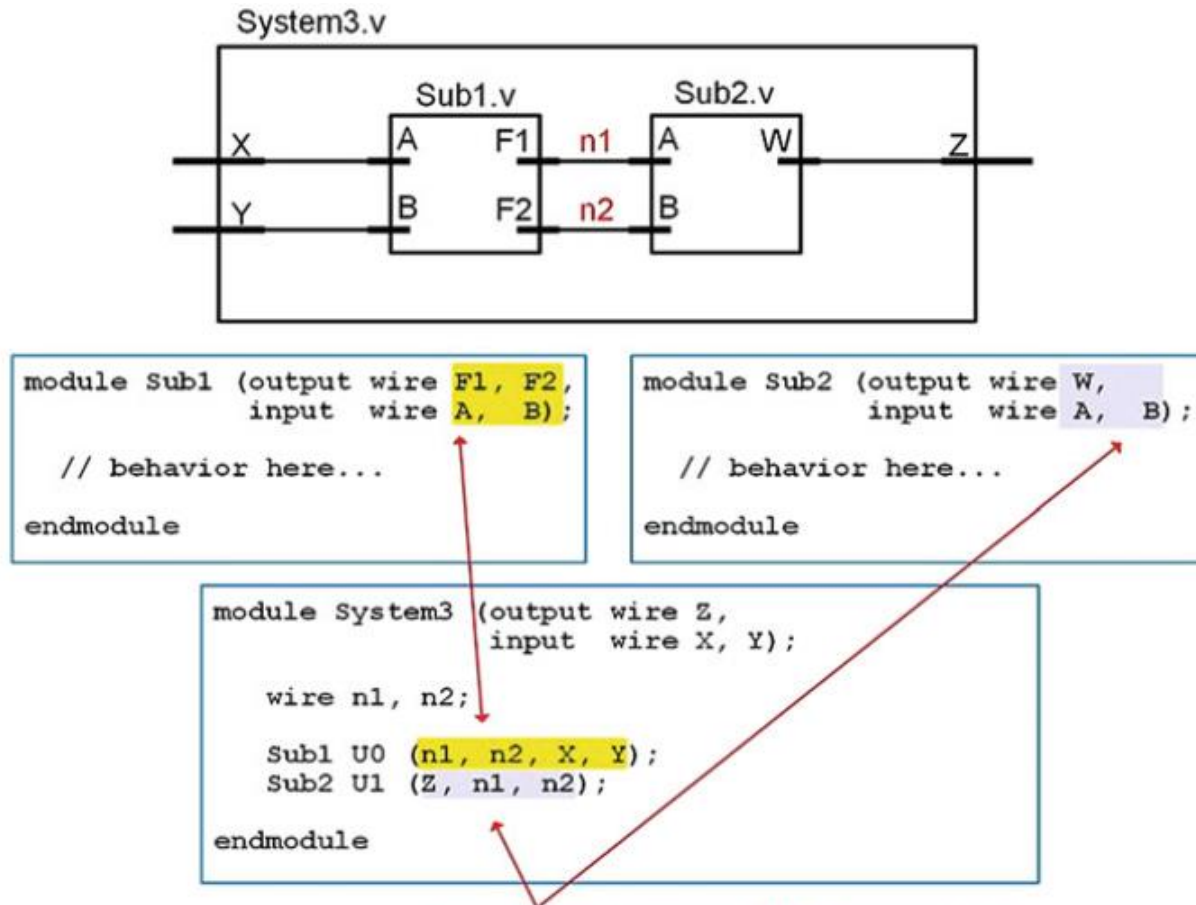 System3.v
Sub1.v Sub2.v
X A F1 n1 A W Z
Y B F2 n2 B
module Sub1 (output wire F1, F2,
input wire A, B);
// behavior here...
endmodule
module Sub2 (output wire W,
input wire A, B);
// behavior here...
endmodule
module System3 (output wire Z,
input wire X, Y);
wire n1, n2;
Sub1 U0 (n1, n2, X, Y);
Sub2 U1 (Z, n1, n2);
endmodule